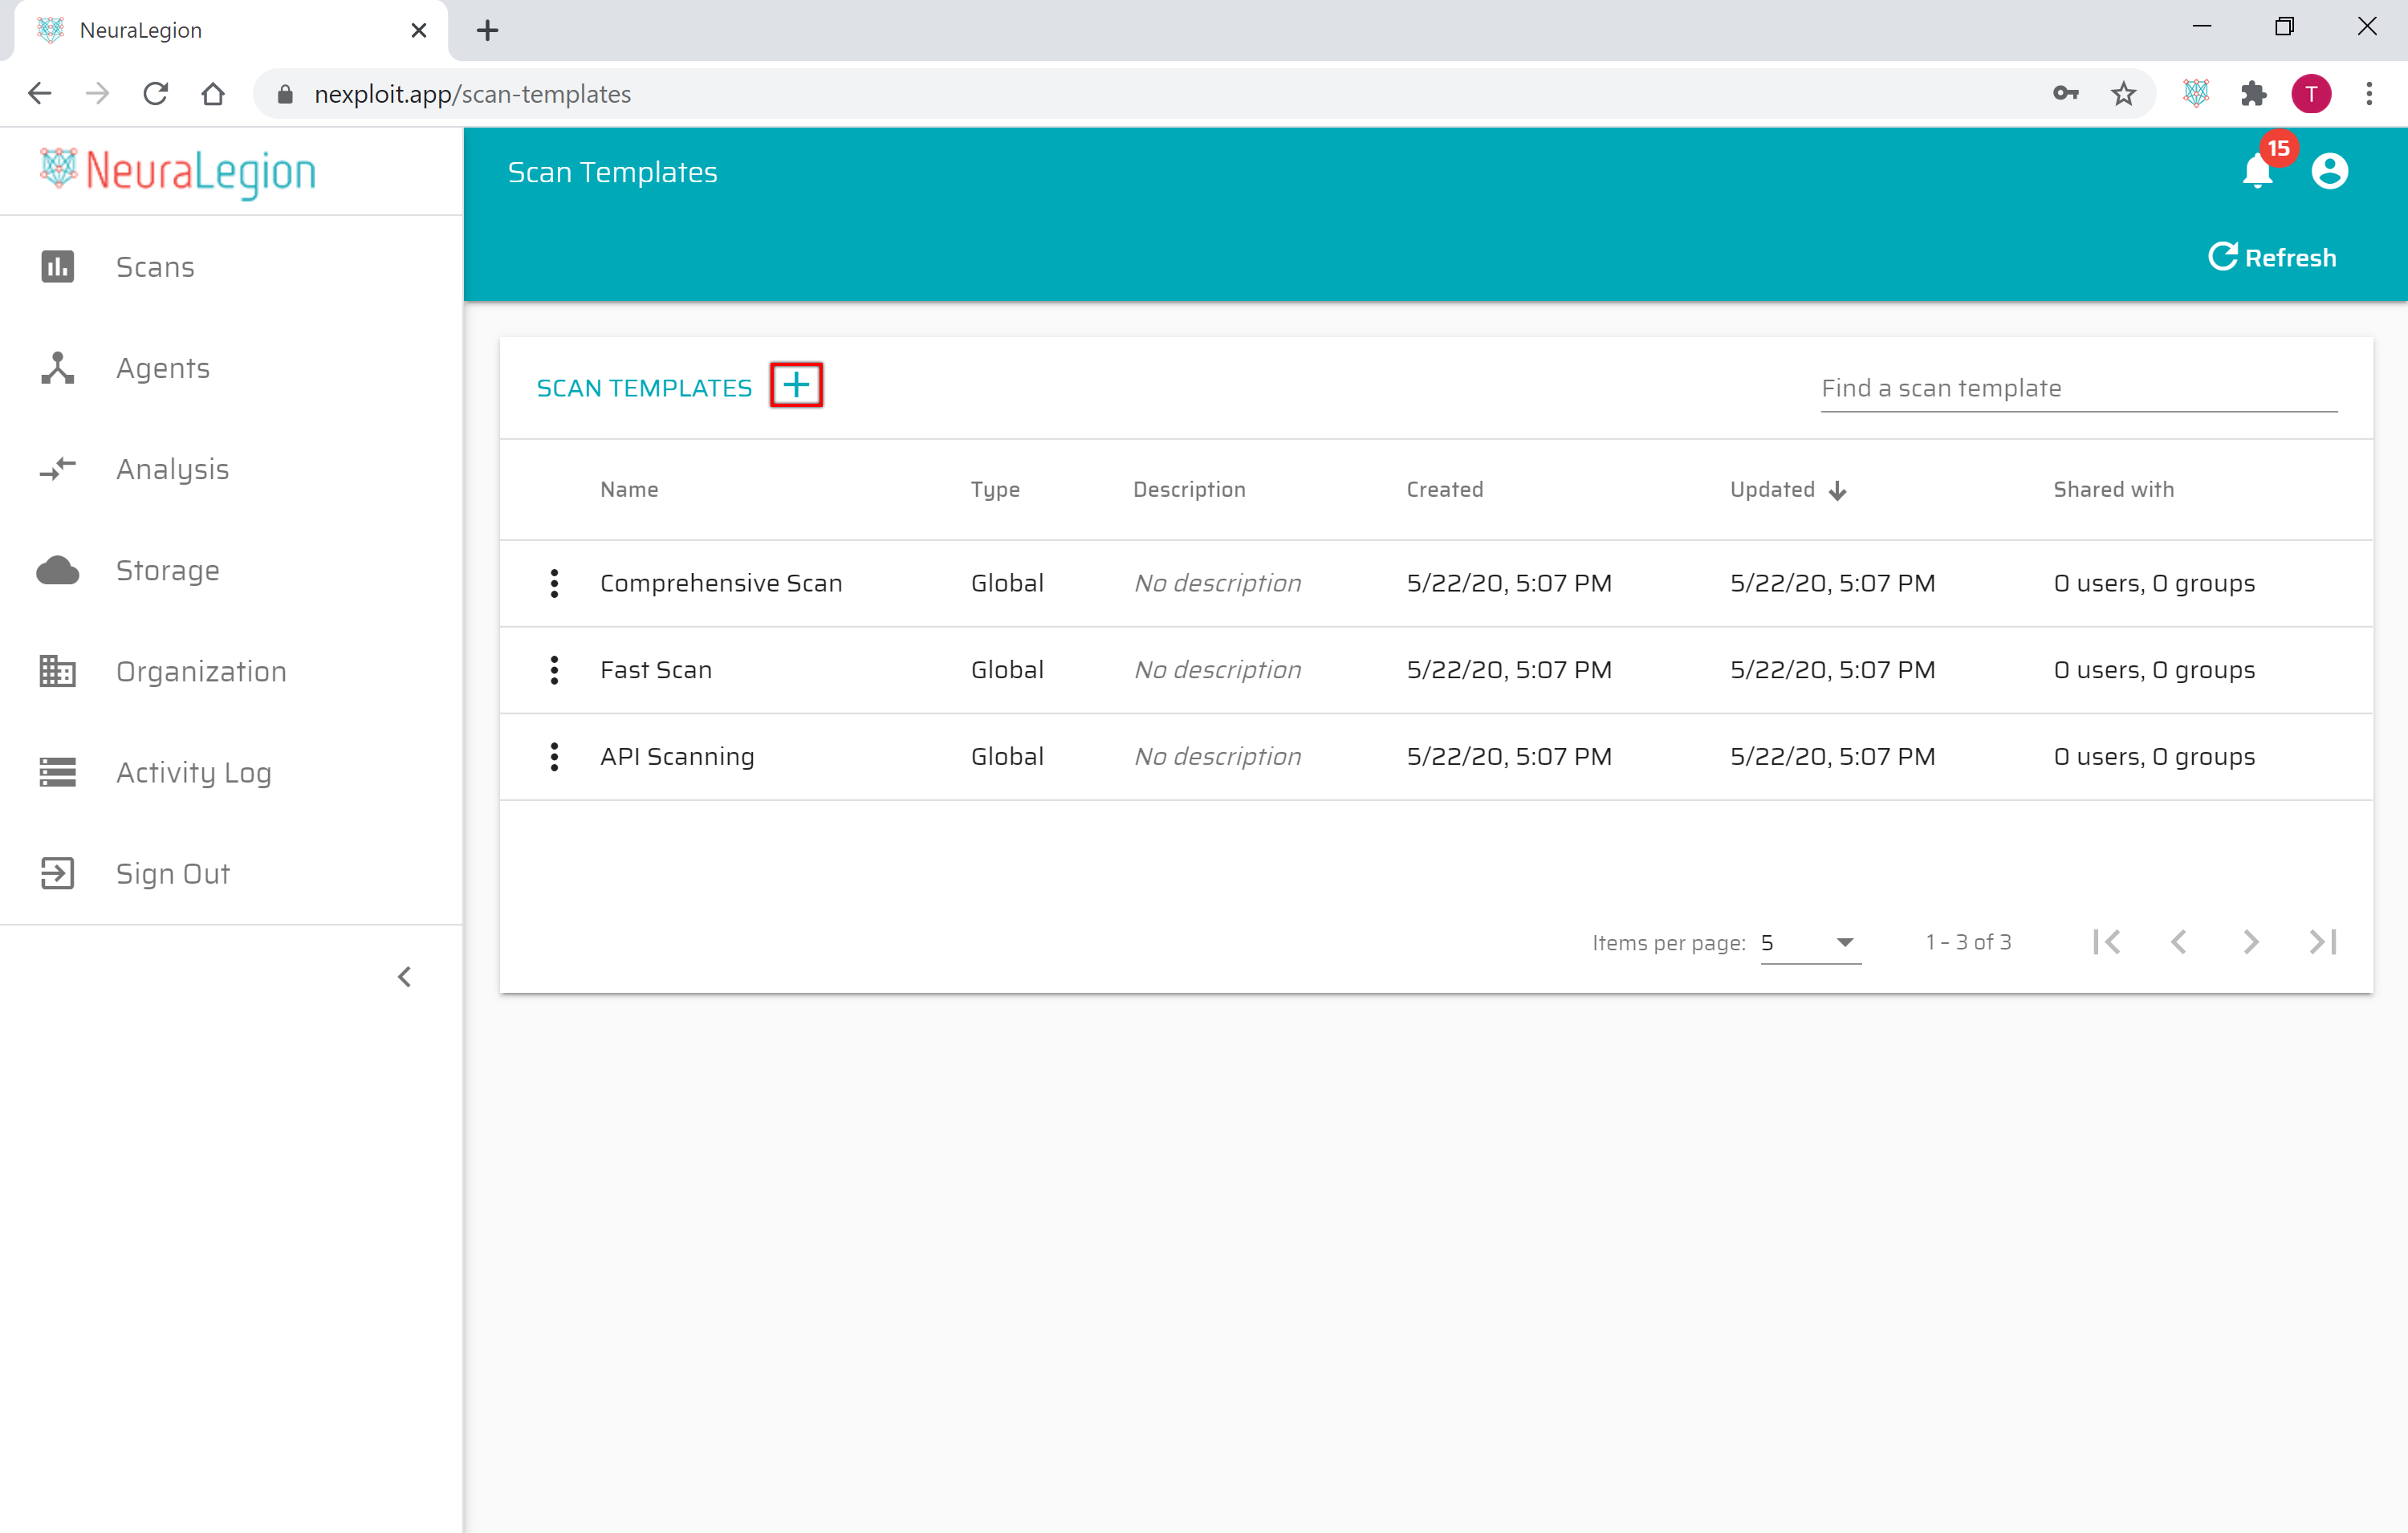 NeuraLegion
nexploit.app/scan-templates
T
NeuraLegion
Scan Templates
15
Refresh
Scans
Agents
Analysis
Storage
Organization
Activity Log
Sign Out
SCAN TEMPLATES
Find a scan template
Name Type Description Created Updated Shared with
Comprehensive Scan Global No description 5/22/20, 5:07 PM 5/22/20, 5:07 PM 0 users, 0 groups
Fast Scan Global No description 5/22/20, 5:07 PM 5/22/20, 5:07 PM 0 users, 0 groups
API Scanning Global No description 5/22/20, 5:07 PM 5/22/20, 5:07 PM 0 users, 0 groups
Items per page: 5 1 – 3 of 3